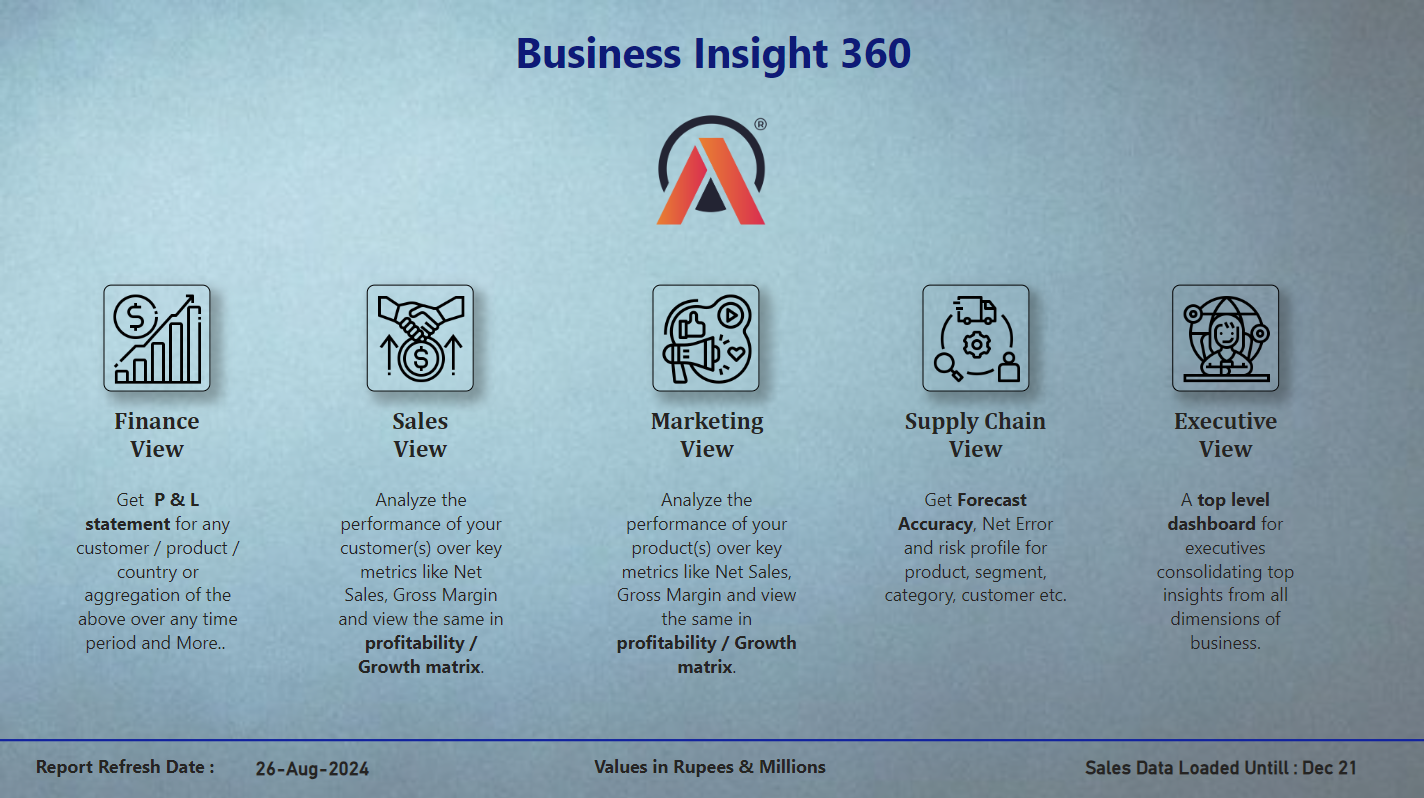 Business Insight 360
®
Finance
View
Get P & L
statement for any
customer / product /
country or
aggregation of the
above over any time
period and More..
Sales
View
Analyze the
performance of your
customer(s) over key
metrics like Net
Sales, Gross Margin
and view the same in
profitability /
Growth matrix.
Marketing
View
Analyze the
performance of your
product(s) over key
metrics like Net Sales,
Gross Margin and view
the same in
profitability / Growth
matrix.
Supply Chain
View
Get Forecast
Accuracy, Net Error
and risk profile for
product, segment,
category, customer etc.
Executive
View
A top level
dashboard for
executives
consolidating top
insights from all
dimensions of
business.
Report Refresh Date : 26-Aug-2024
Values in Rupees & Millions
Sales Data Loaded Untill : Dec 21